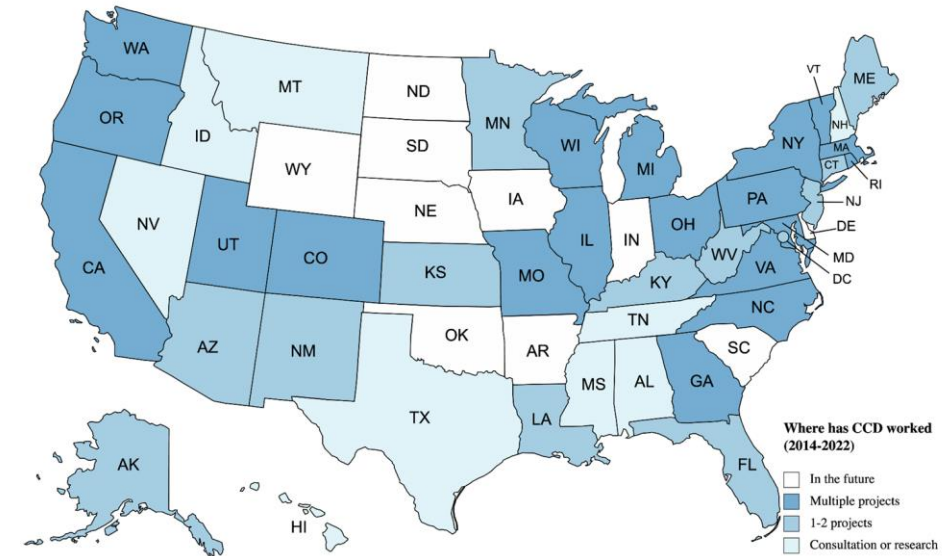 WA
MT
ND
MN
VT
ME
OR
ID
SD
WI
NY
NH
MA
CT
RI
WY
MI
NE
IA
PA
NJ
NV
UT
CO
IL
IN
OH
DE
MD
DC
CA
KS
MO
WV
VA
KY
NC
AZ
NM
OK
AR
TN
SC
MS
AL
GA
TX
LA
FL
AK
HI
Where has CCD worked
(2014-2022)
In the future
Multiple projects
1-2 projects
Consultation or research